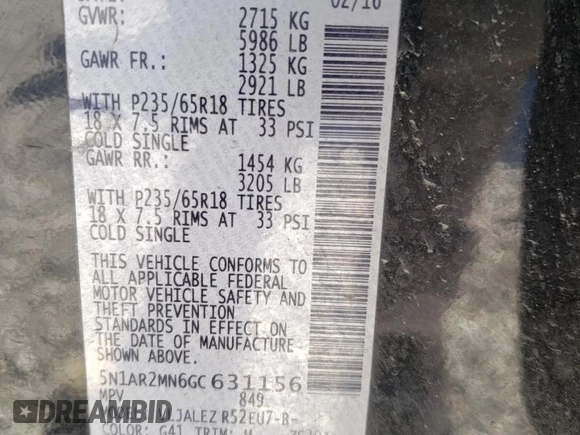 02/16
GVWR: 2715 KG
5986 LB
GAWR FR.: 1325 KG
2921 LB
WITH P235/65R18 TIRES
18 X 7.5 RIMS AT 33 PSI
COLD SINGLE
GAWR RR.: 1454 KG
3205 LB
WITH P235/65R18 TIRES
18 X 7.5 RIMS AT 33 PSI
COLD SINGLE
THIS VEHICLE CONFORMS TO
ALL APPLICABLE FEDERAL
MOTOR VEHICLE SAFETY AND
THEFT PREVENTION
STANDARDS IN EFFECT ON
THE DATE OF MANUFACTURE
SHOWN ABOVE
5N1AR2MN6GC631156
MPV 849
JALEZ R52EU7-R-
COLOR: G41 TRIM:
CLEARBIDAMB